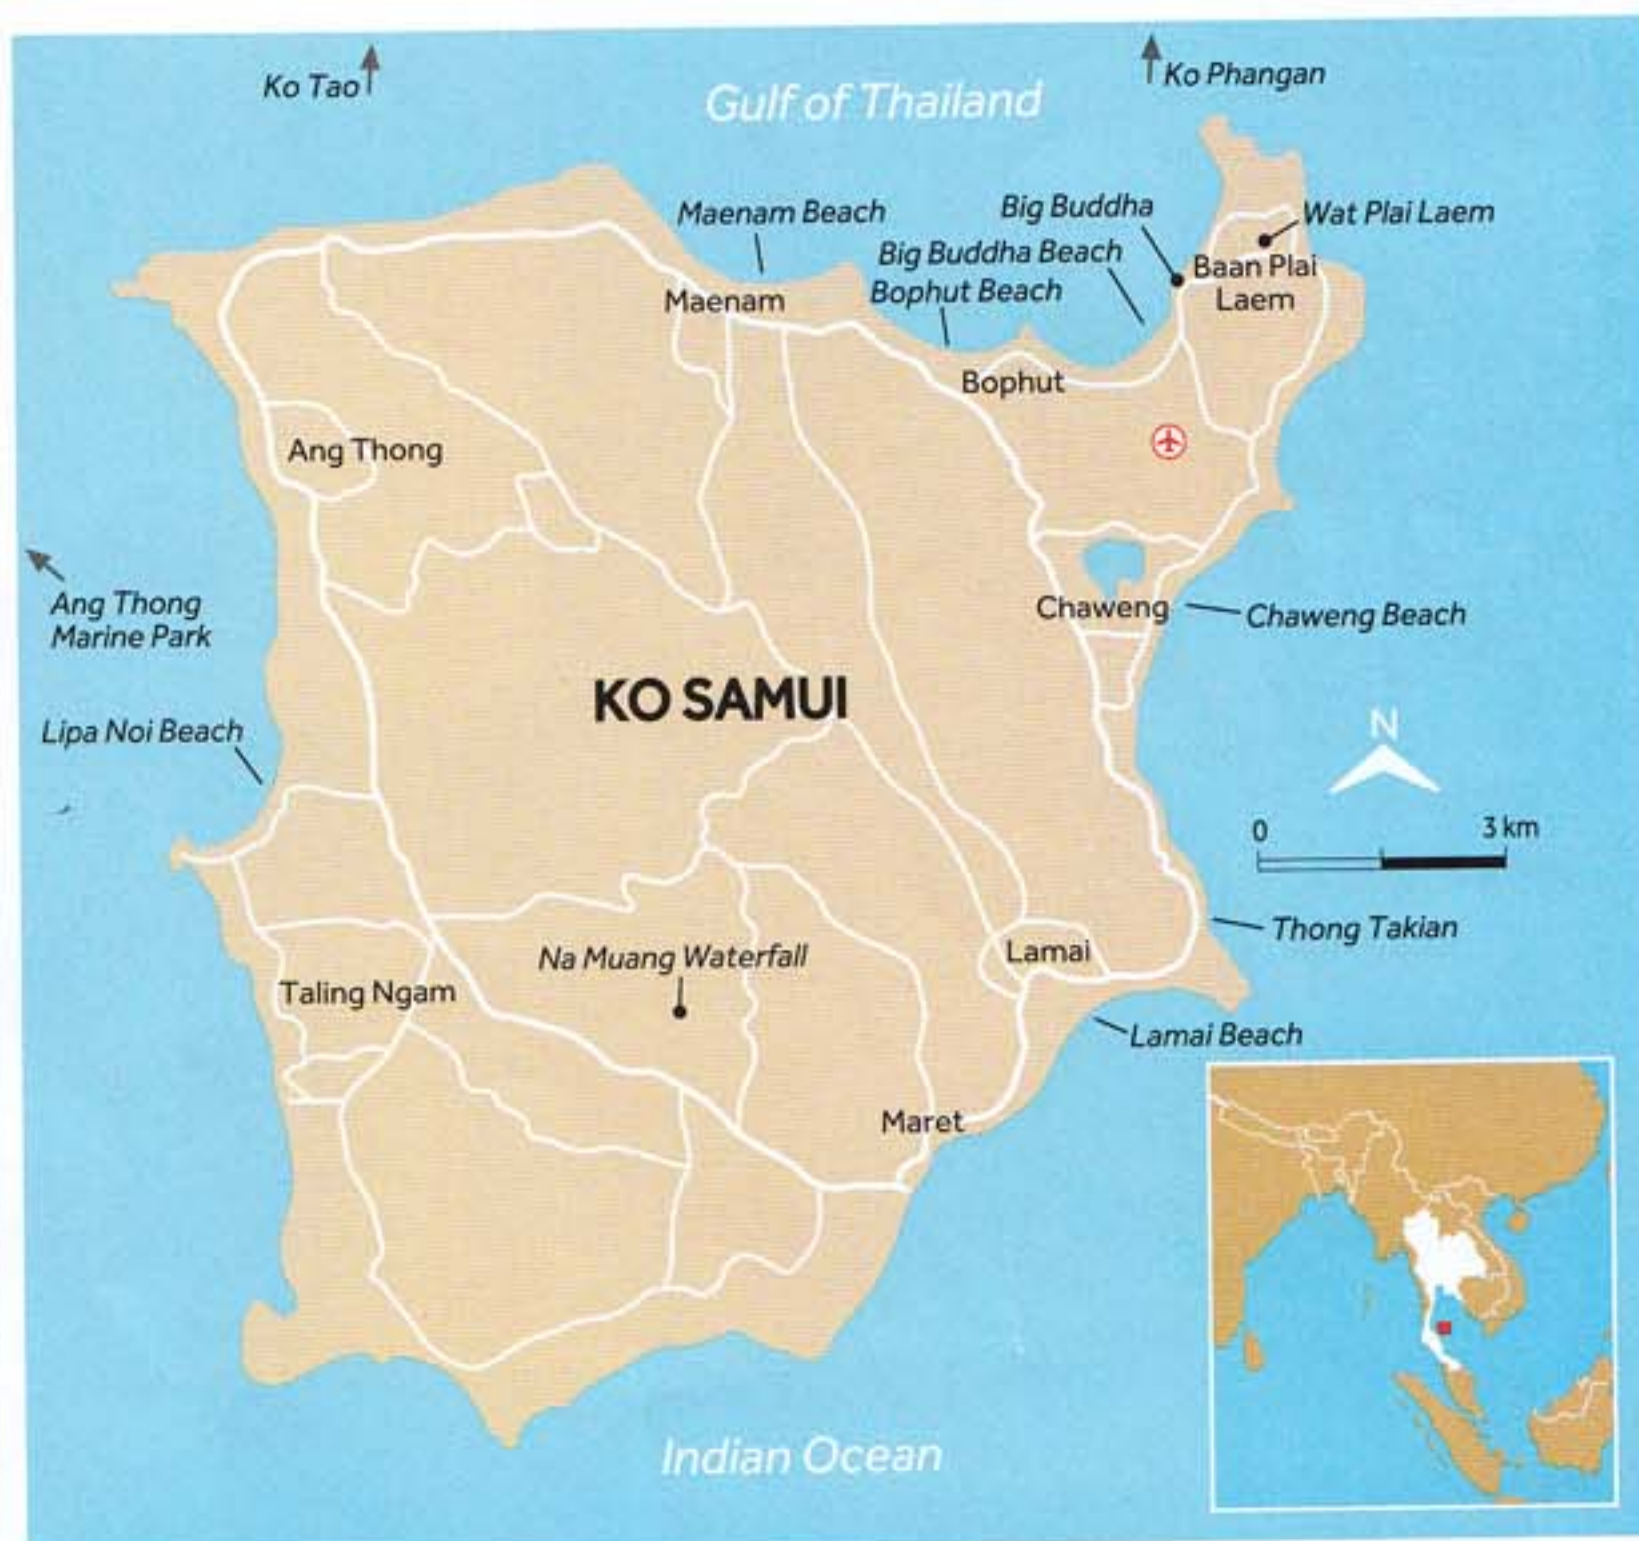 Ko Tao
Gulf of Thailand
Ko Phangan
Maenam Beach
Big Buddha
Wat Plai Laem
Big Buddha Beach
Bophut Beach
Baan Plai
Laem
Maenam
Bophut
Ang Thong
Ang Thong
Marine Park
Chaweng
Chaweng Beach
KO SAMUI
Lipa Noi Beach
N
0 3 km
Thong Takian
Lamai
Na Muang Waterfall
Taling Ngam
Lamai Beach
Maret
Indian Ocean